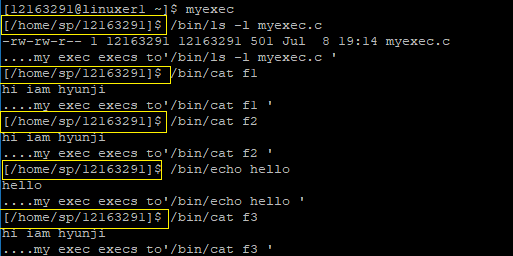 [12163291@linuxer1 ~]$ myexec
[/home/sp/12163291]$ /bin/ls -l myexec.c
-rw-rw-r-- 1 12163291 12163291 501 Jul  8 19:14 myexec.c
....my exec execs to'/bin/ls -l myexec.c '
[/home/sp/12163291]$ /bin/cat f1
hi iam hyunji
....my exec execs to'/bin/cat f1 '
[/home/sp/12163291]$ /bin/cat f2
hi iam hyunji
....my exec execs to'/bin/cat f2 '
[/home/sp/12163291]$ /bin/echo hello
hello
....my exec execs to'/bin/echo hello '
[/home/sp/12163291]$ /bin/cat f3
hi iam hyunji
....my exec execs to'/bin/cat f3 '